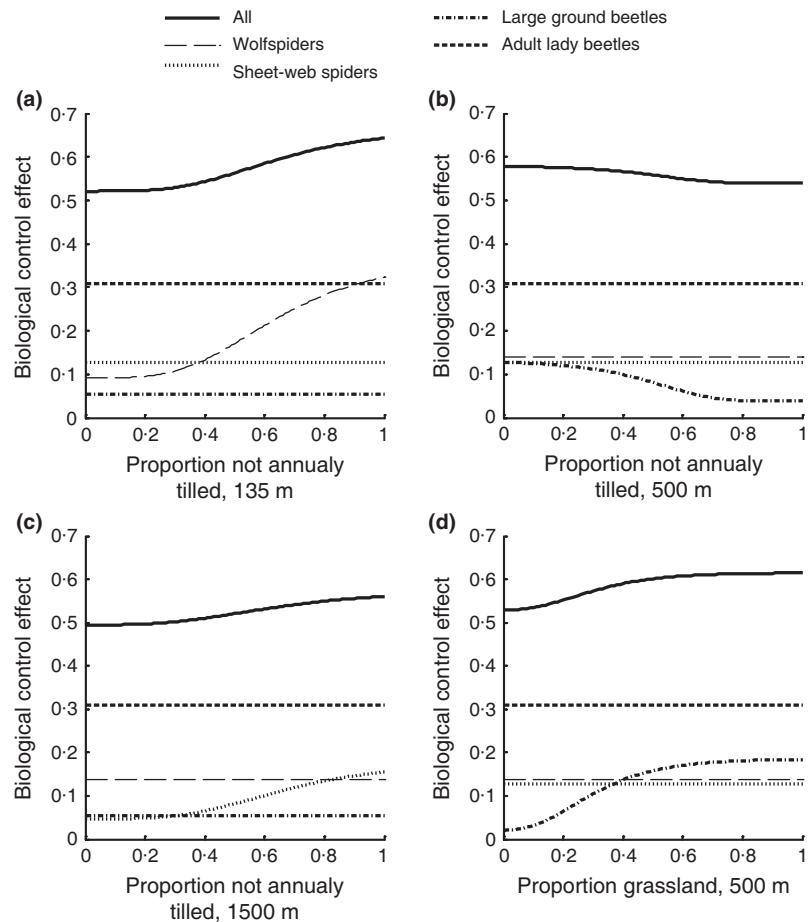 All
Wolfspiders
Sheet-web spiders
Large ground beetles
Adult lady beetles
(a)
0·7
0·6
0·5
0·4
0·3
0·2
0·1
0
Biological control effect
0 0·2 0·4 0·6 0·8 1
Proportion not annualy
tilled, 135 m
(b)
0·7
0·6
0·5
0·4
0·3
0·2
0·1
0
Biological control effect
0 0·2 0·4 0·6 0·8 1
Proportion not annualy
tilled, 500 m
(c)
0·7
0·6
0·5
0·4
0·3
0·2
0·1
0
Biological control effect
0 0·2 0·4 0·6 0·8 1
Proportion not annualy
tilled, 1500 m
(d)
0·7
0·6
0·5
0·4
0·3
0·2
0·1
0
Biological control effect
0 0·2 0·4 0·6 0·8 1
Proportion grassland, 500 m